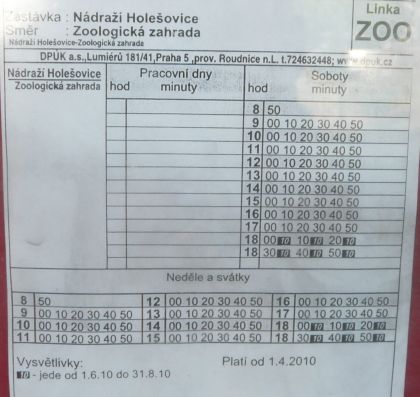 Zastávka : Nádraží Holešovice
Směr : Zoologická zahrada
Nádraží Holešovice-Zoologická zahrada
Linka
ZOO
DPÚK a.s.,Lumiérů 181/41,Praha 5 ,prov. Roudnice n.L. t.724632448; www.dpuk.cz
Nádraží Holešovice
Zoologická zahrada
hod Pracovní dny minuty
hod Soboty minuty
8 50
9 00 10 20 30 40 50
10 00 10 20 30 40 50
11 00 10 20 30 40 50
12 00 10 20 30 40 50
13 00 10 20 30 40 50
14 00 10 20 30 40 50
15 00 10 20 30 40 50
16 00 10 20 30 40 50
17 00 10 20 30 40 50
18 00 10 10 10 20 10
18 30 10 40 10 50 10
Neděle a svátky
8 50 12 00 10 20 30 40 50 16 00 10 20 30 40 50
9 00 10 20 30 40 50 13 00 10 20 30 40 50 17 00 10 20 30 40 50
10 00 10 20 30 40 50 14 00 10 20 30 40 50 18 00 10 10 10 20 10
11 00 10 20 30 40 50 15 00 10 20 30 40 50 18 30 10 40 10 50 10
Vysvětlivky: Platí od 1.4.2010
10 - jede od 1.6.10 do 31.8.10